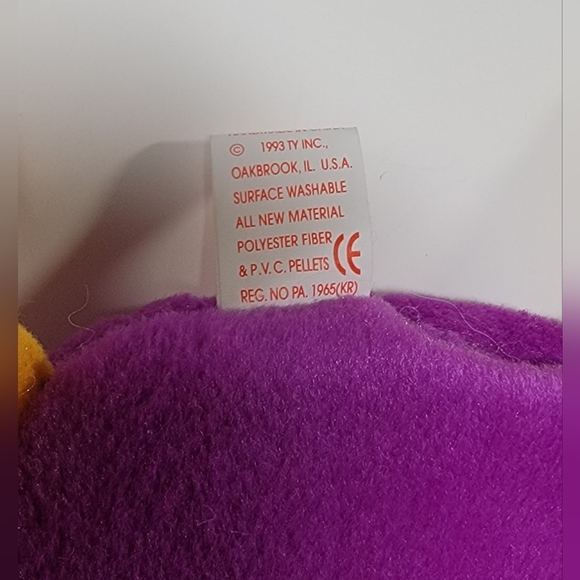 © 1993 TY INC.,
OAKBROOK, IL. U.S.A.
SURFACE WASHABLE
ALL NEW MATERIAL
POLYESTER FIBER
& P.V.C. PELLETS CE
REG. NO PA. 1965(KR)